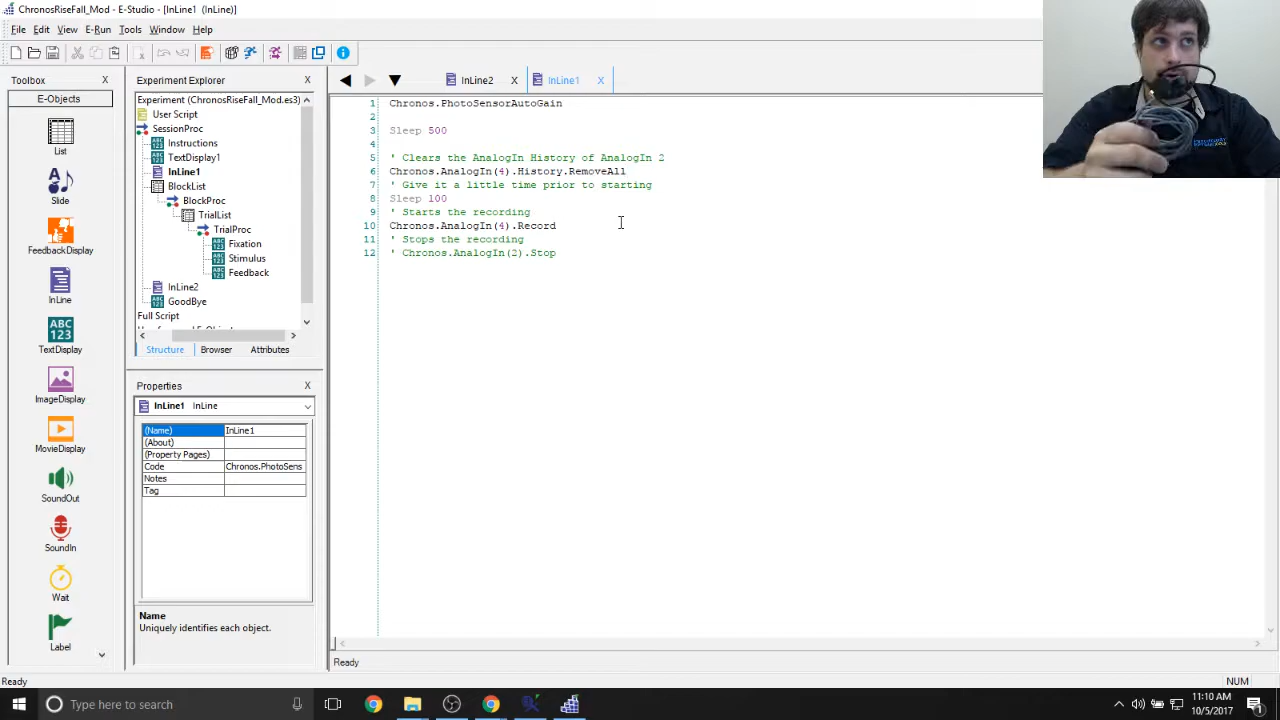 ChronosRiseFall_Mod - E-Studio - [InLine1 (InLine)]
File Edit View E-Run Tools Window Help
Toolbox X
E-Objects
List
Slide
FeedbackDisplay
InLine
TextDisplay
ImageDisplay
MovieDisplay
SoundOut
SoundIn
Wait
Label
Experiment Explorer X
Experiment (ChronosRiseFall_Mod.es3)
User Script
SessionProc
Instructions
TextDisplay1
InLine1
BlockList
BlockProc
TrialList
TrialProc
Fixation
Stimulus
Feedback
InLine2
GoodBye
Full Script
Structure Browser Attributes
Properties X
InLine1 InLine
(Name) InLine1
(About)
(Property Pages)
Code Chronos.PhotoSens
Notes
Tag
Name
Uniquely identifies each object.
InLine2 X InLine1 X
1 Chronos.PhotoSensorAutoGain
2
3 Sleep 500
4
5 ' Clears the AnalogIn History of AnalogIn 2
6 Chronos.AnalogIn(4).History.RemoveAll
7 ' Give it a little time prior to starting
8 Sleep 100
9 ' Starts the recording
10 Chronos.AnalogIn(4).Record
11 ' Stops the recording
12 ' Chronos.AnalogIn(2).Stop
Ready
Ready NUM
Type here to search
11:10 AM
10/5/2017